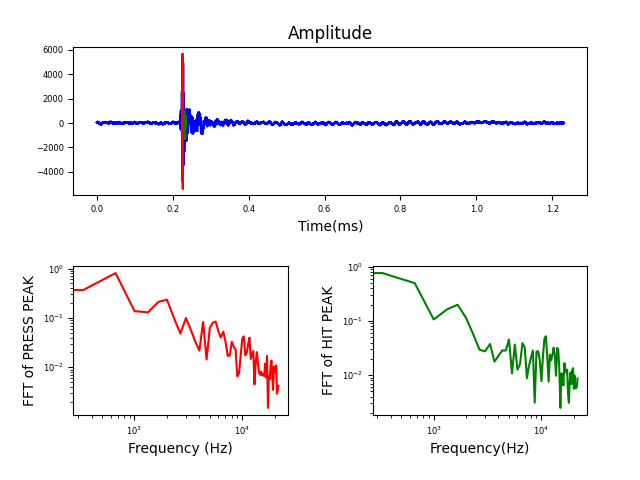 Amplitude
6000
4000
2000
0
−2000
−4000
0.0 0.2 0.4 0.6 0.8 1.0 1.2
Time(ms)
FFT of PRESS PEAK
10⁰
10⁻¹
10⁻²
10³ 10⁴
Frequency (Hz)
FFT of HIT PEAK
10⁰
10⁻¹
10⁻²
10³ 10⁴
Frequency(Hz)